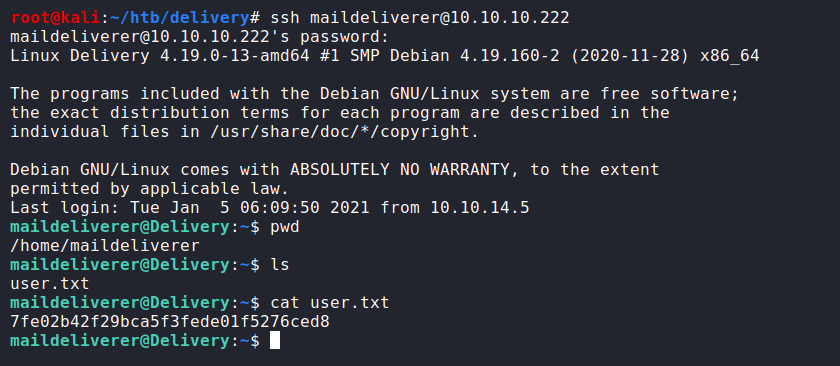 root@kali:~/htb/delivery# ssh maildeliverer@10.10.10.222
maildeliverer@10.10.10.222's password:
Linux Delivery 4.19.0-13-amd64 #1 SMP Debian 4.19.160-2 (2020-11-28) x86_64
The programs included with the Debian GNU/Linux system are free software;
the exact distribution terms for each program are described in the
individual files in /usr/share/doc/*/copyright.
Debian GNU/Linux comes with ABSOLUTELY NO WARRANTY, to the extent
permitted by applicable law.
Last login: Tue Jan  5 06:09:50 2021 from 10.10.14.5
maildeliverer@Delivery:~$ pwd
/home/maildeliverer
maildeliverer@Delivery:~$ ls
user.txt
maildeliverer@Delivery:~$ cat user.txt
7fe02b42f29bca5f3fede01f5276ced8
maildeliverer@Delivery:~$